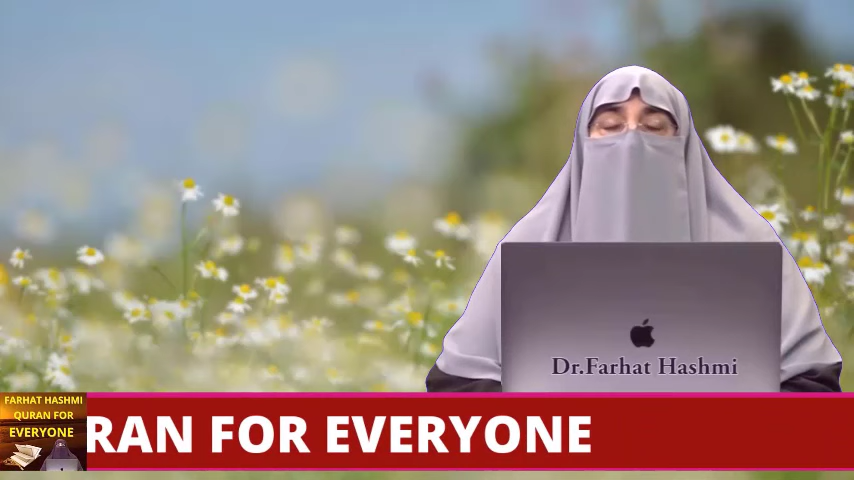 Dr.Farhat Hashmi
FARHAT HASHMI
QURAN FOR
EVERYONE
RAN FOR EVERYONE